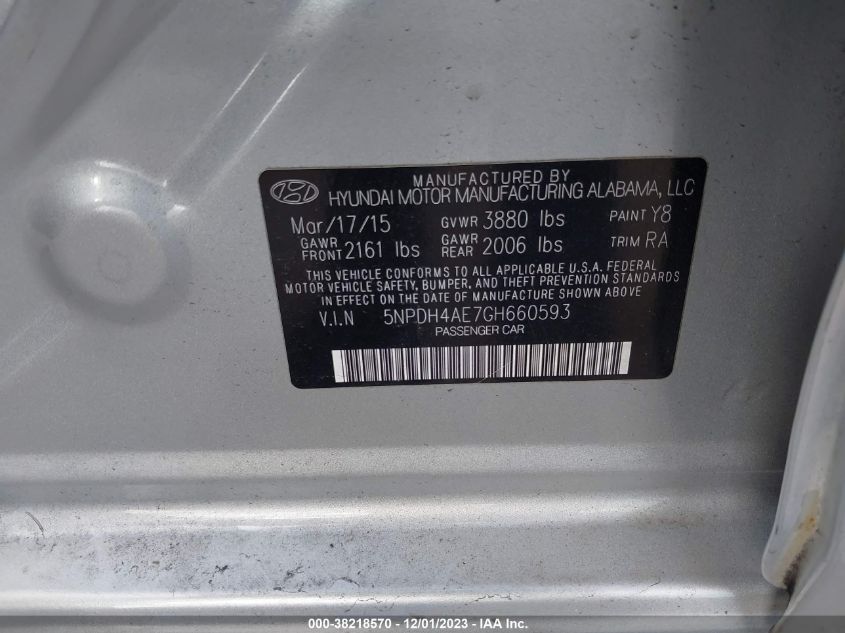 MANUFACTURED BY
HYUNDAI MOTOR MANUFACTURING ALABAMA, LLC
Mar/17/15 GVWR 3880 lbs PAINT Y8
GAWR FRONT 2161 lbs GAWR REAR 2006 lbs TRIM RA
THIS VEHICLE CONFORMS TO ALL APPLICABLE U.S.A. FEDERAL
MOTOR VEHICLE SAFETY, BUMPER, AND THEFT PREVENTION STANDARDS
IN EFFECT ON THE DATE OF MANUFACTURE SHOWN ABOVE
V.I.N 5NPDH4AE7GH660593
PASSENGER CAR
000-38218570 - 12/01/2023 - IAA Inc.